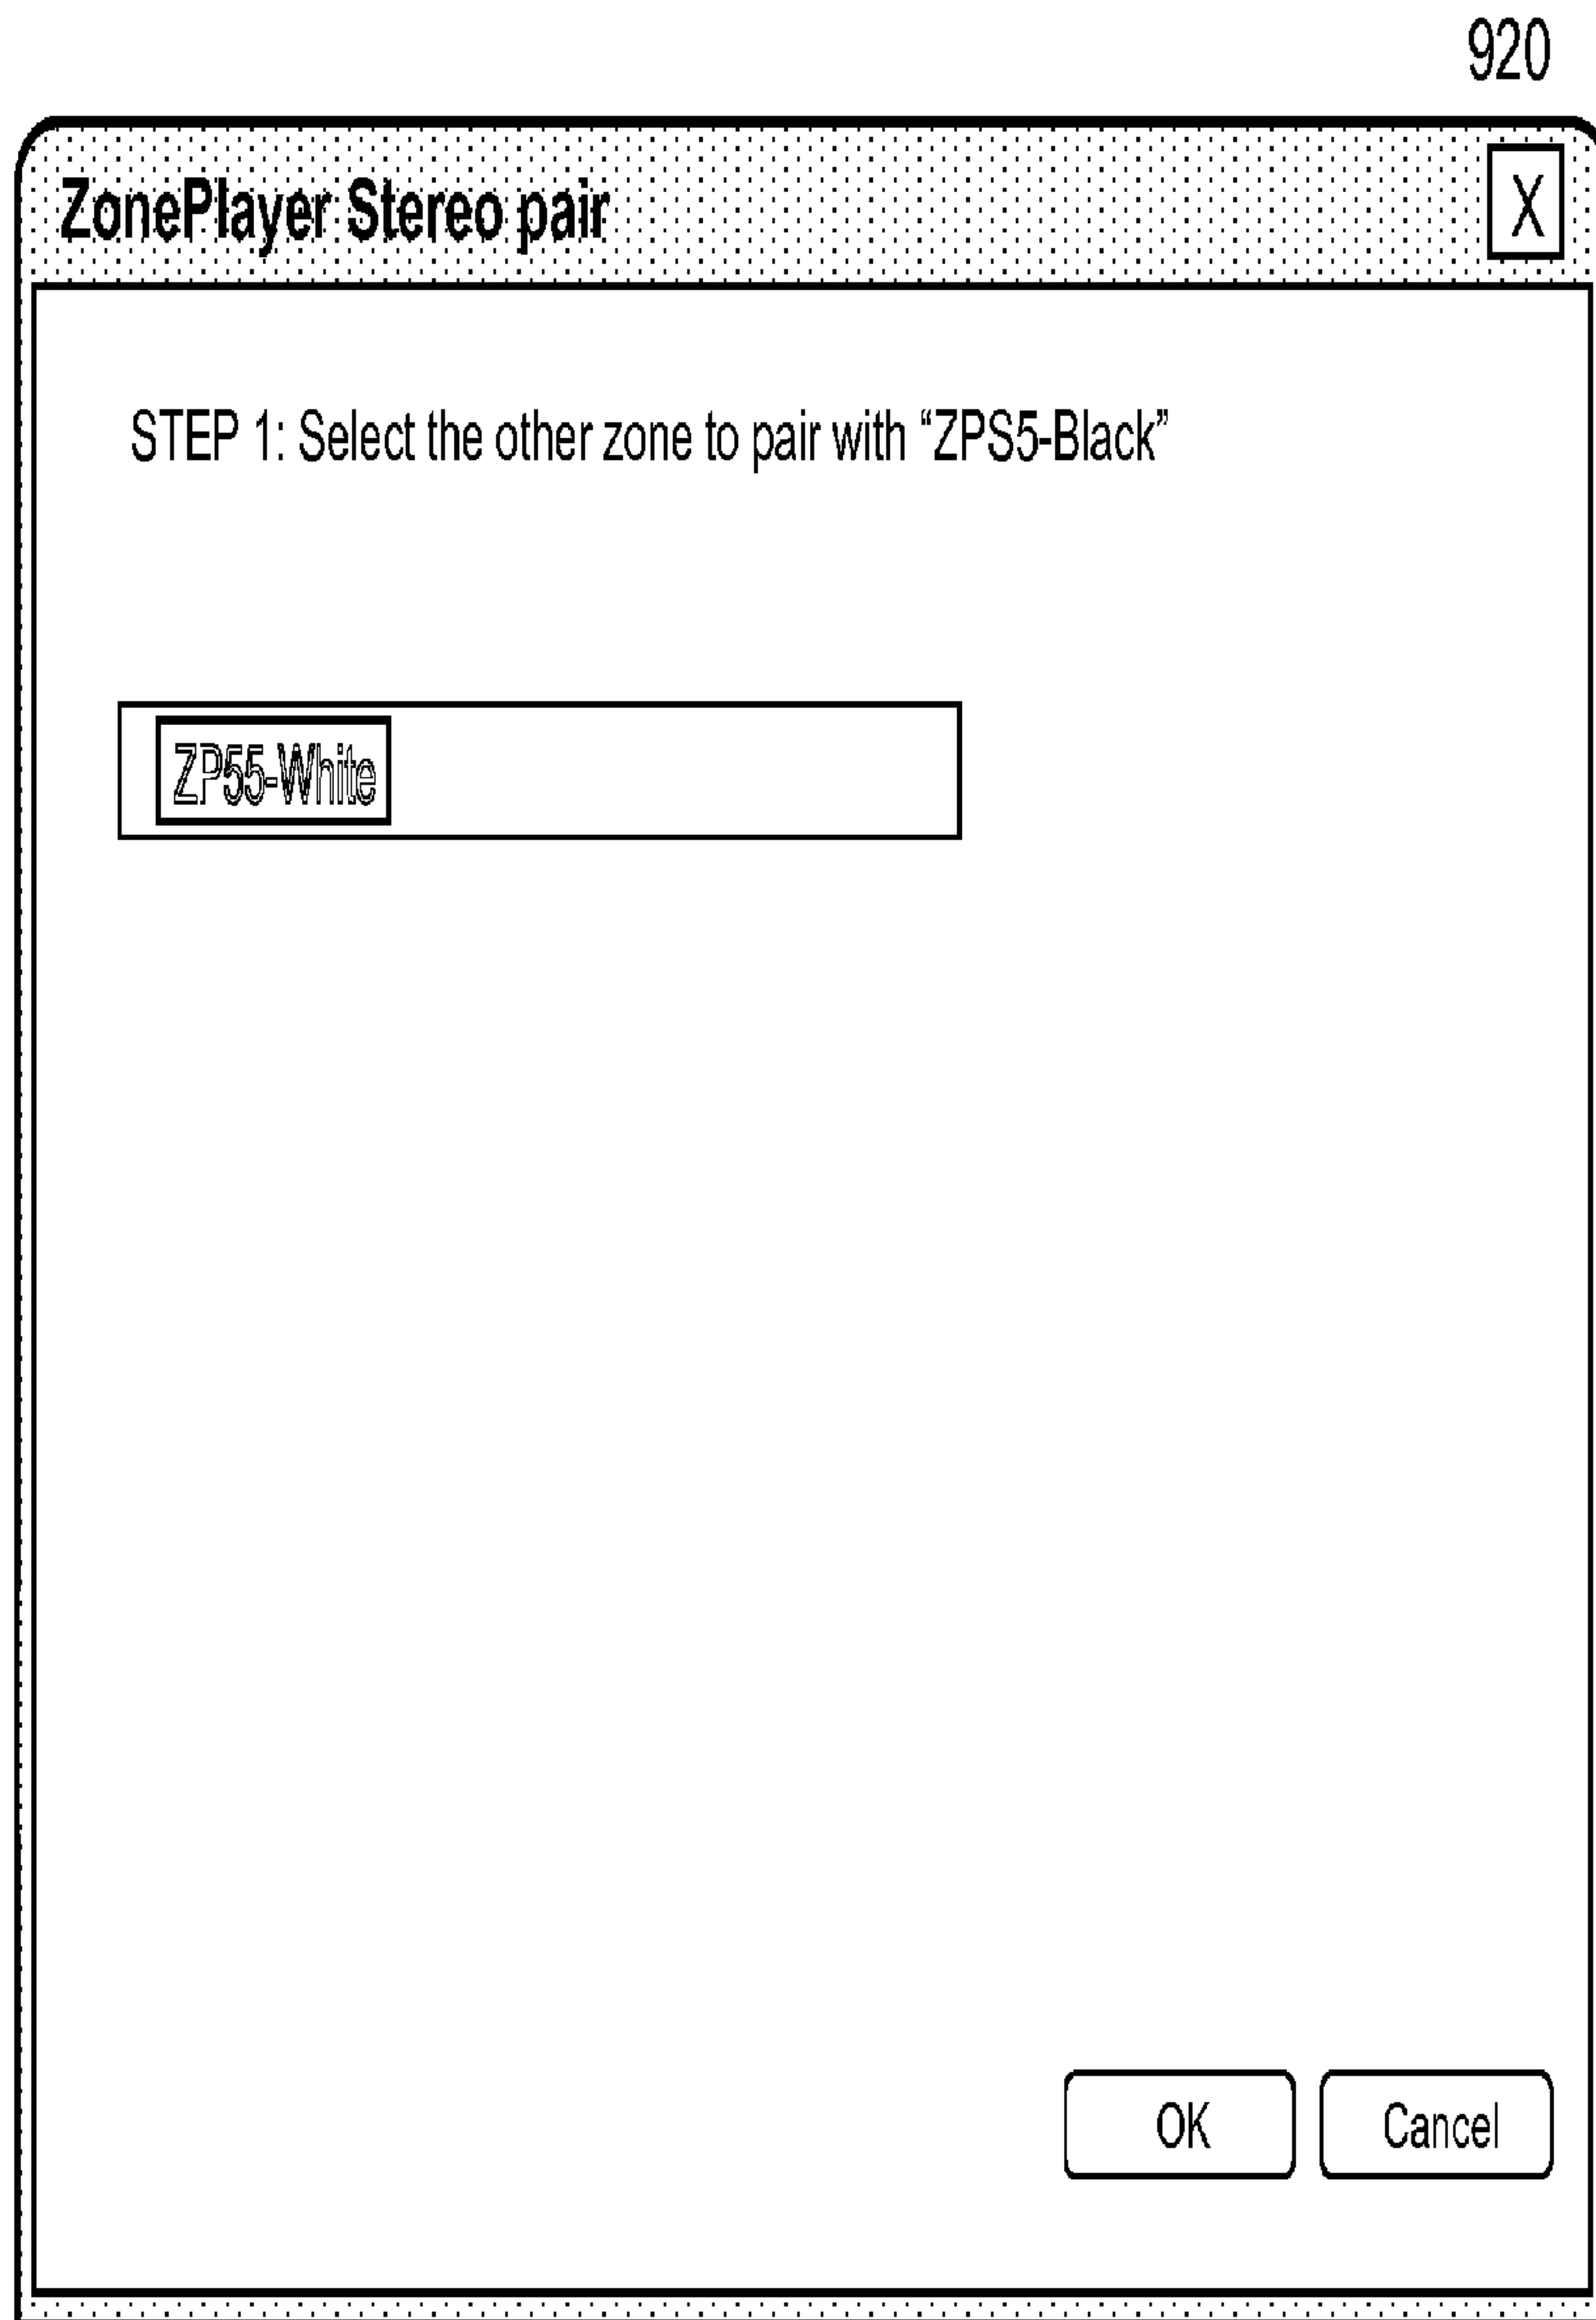 920
ZonePlayer Stereo pair
X
STEP 1: Select the other zone to pair with “ZPS5-Black”
ZP55-White
OK
Cancel